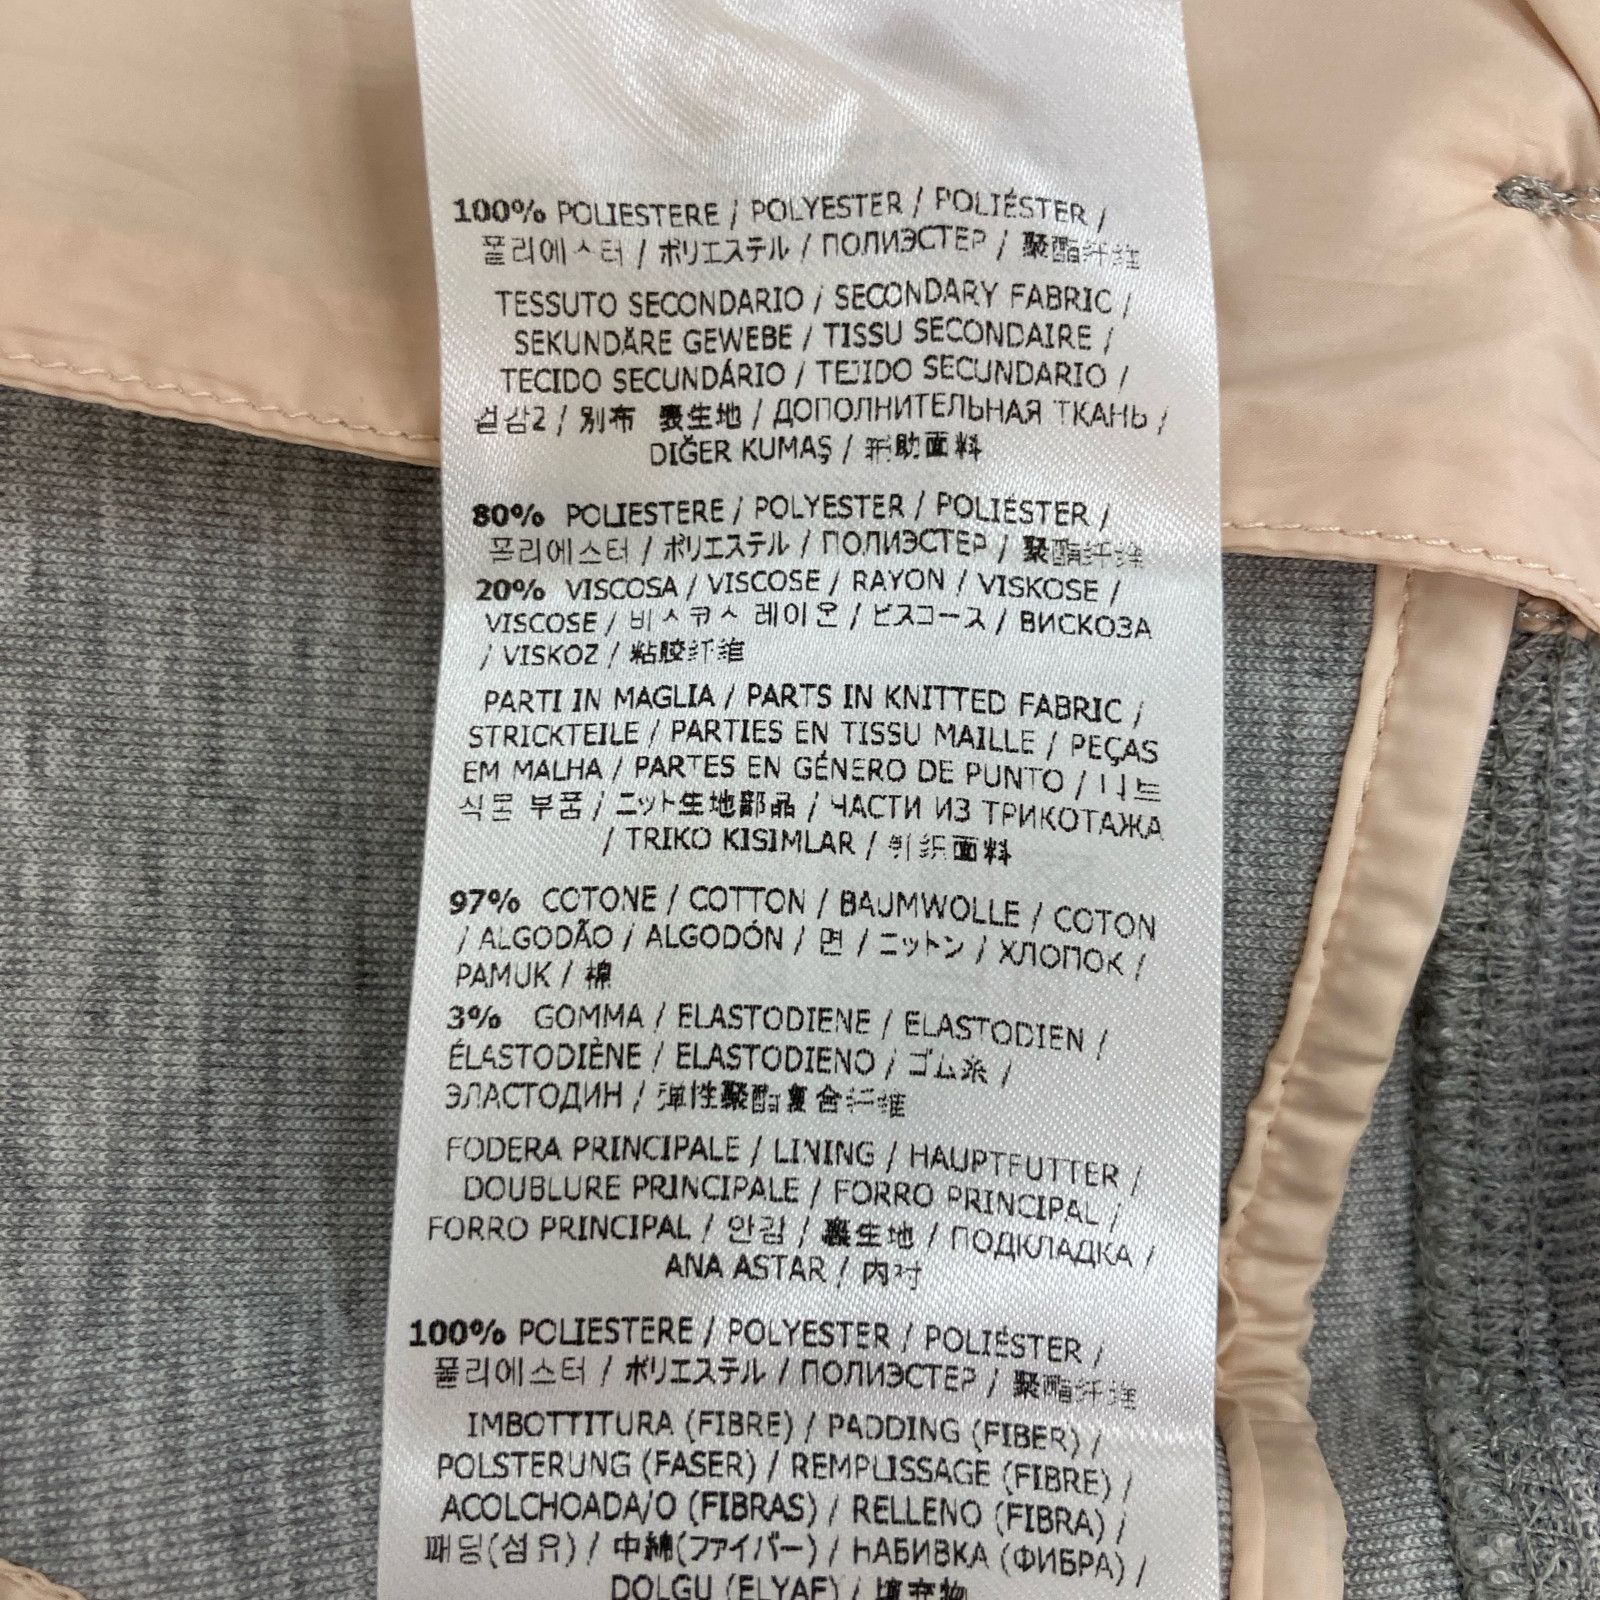 100% POLIESTERE / POLYESTER / POLIÉSTER /
폴리에스터 / ポリエステル / ПОЛИЭСТЕР / 聚酯纤维
TESSUTO SECONDARIO / SECONDARY FABRIC /
SEKUNDÄRE GEWEBE / TISSU SECONDAIRE /
TECIDO SECUNDÁRIO / TEJIDO SECUNDARIO /
겉감2 / 別布 裏生地 / ДОПОЛНИТЕЛЬНАЯ ТКАНЬ /
DIĞER KUMAŞ / 辅助面料
80% POLIESTERE / POLYESTER / POLIÉSTER /
폴리에스터 / ポリエステル / ПОЛИЭСТЕР / 聚酯纤维
20% VISCOSA / VISCOSE / RAYON / VISKOSE /
VISCOSE / 비스코스 레이온 / ビスコース / ВИСКОЗА
/ VISKOZ / 粘胶纤维
PARTI IN MAGLIA / PARTS IN KNITTED FABRIC /
STRICKTEILE / PARTIES EN TISSU MAILLE / PEÇAS
EM MALHA / PARTES EN GÉNERO DE PUNTO / 니트
직물 부품 / ニット生地部品 / ЧАСТИ ИЗ ТРИКОТАЖА
/ TRIKO KISIMLAR / 针织面料
97% COTONE / COTTON / BAUMWOLLE / COTON
/ ALGODÃO / ALGODÓN / 면 / ニットン / ХЛОПОК /
PAMUK / 棉
3% GOMMA / ELASTODIENE / ELASTODIEN /
ÉLASTODIÈNE / ELASTODIENO / ゴム糸 /
ЭЛАСТОДИН / 弹性聚酯复合纤维
FODERA PRINCIPALE / LINING / HAUPTFUTTER /
DOUBLURE PRINCIPALE / FORRO PRINCIPAL /
FORRO PRINCIPAL / 안감 / 裏生地 / ПОДКЛАДКА /
ANA ASTAR / 内衬
100% POLIESTERE / POLYESTER / POLIÉSTER /
폴리에스터 / ポリエステル / ПОЛИЭСТЕР / 聚酯纤维
IMBOTTITURA (FIBRE) / PADDING (FIBER) /
POLSTERUNG (FASER) / REMPLISSAGE (FIBRE) /
ACOLCHOADA/O (FIBRAS) / RELLENO (FIBRA) /
패딩(섬유) / 中綿(ファイバー) / НАБИВКА (ФИБРА) /
DOLGU (ELYAF) / 填充物